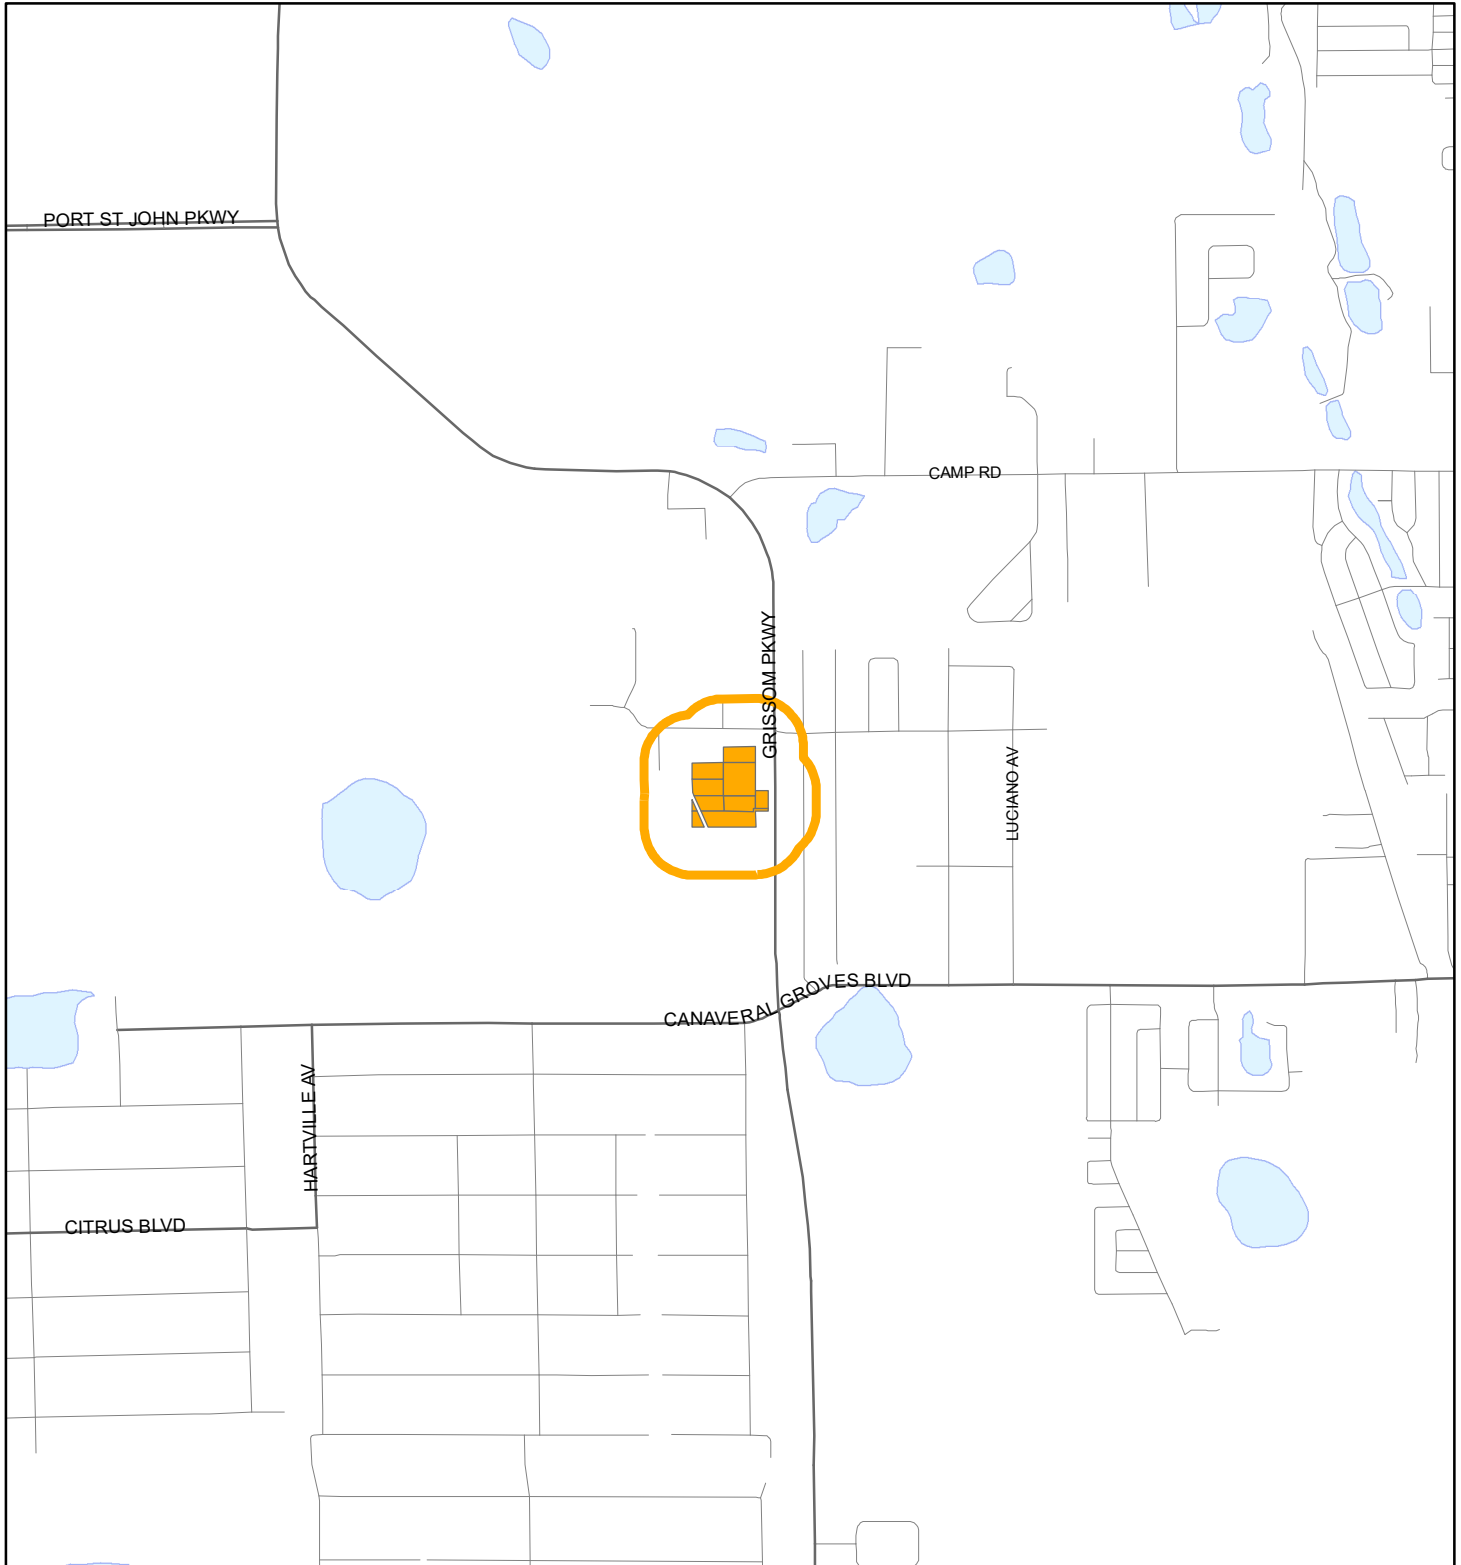 PORT ST JOHN PKWY
CAMP RD
GRISSOM PKWY
LUCIANO AV
CANAVERAL GROVES BLVD
HARTVILLE AV
CITRUS BLVD